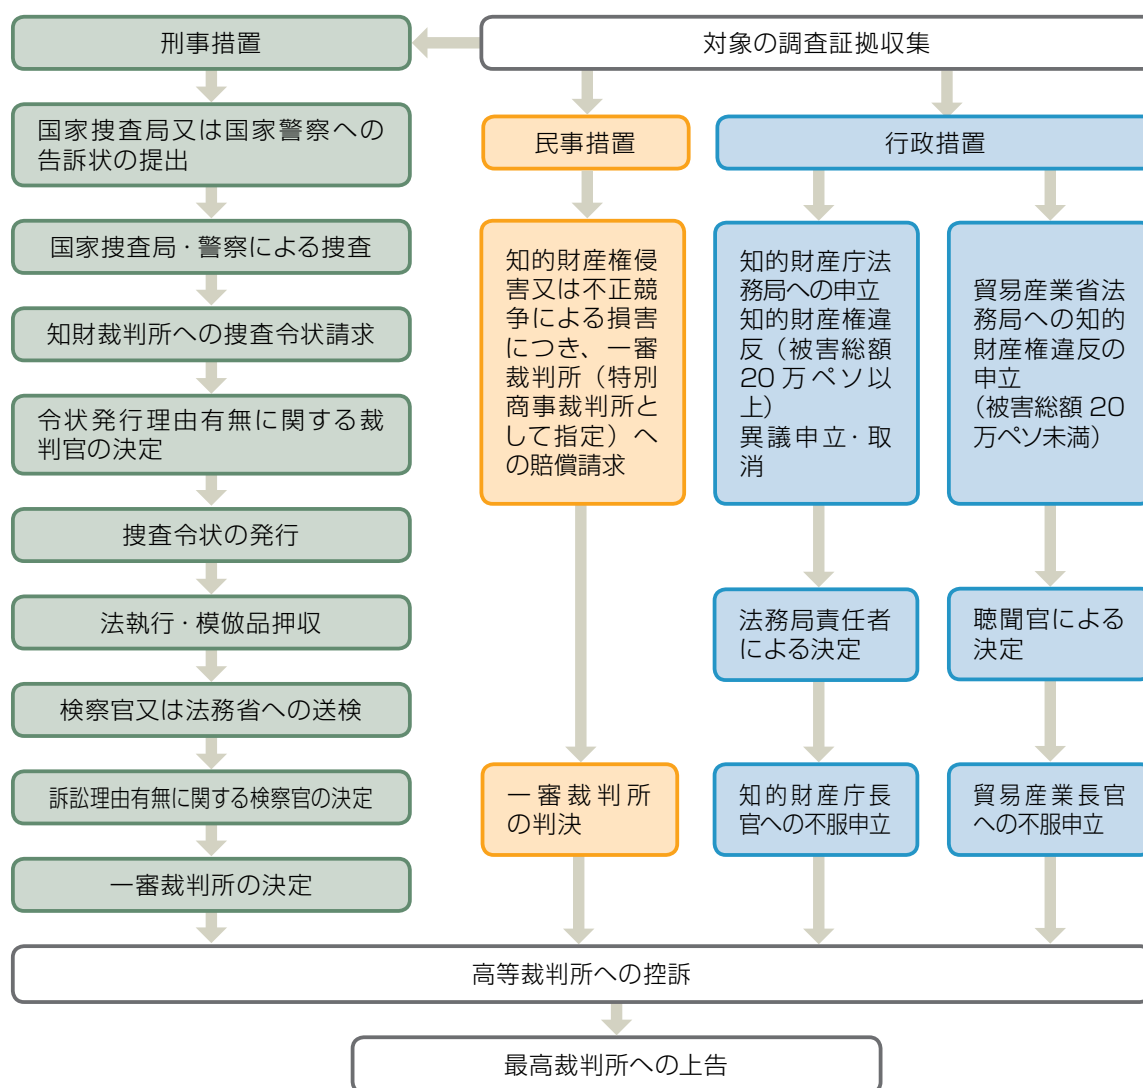 刑事措置
対象の調査証拠収集
国家捜査局又は国家警察への
告訴状の提出
国家捜査局・警察による捜査
知財裁判所への捜査令状請求
令状発行理由有無に関する裁
判官の決定
捜査令状の発行
法執行・模倣品押収
検察官又は法務省への送検
訴訟理由有無に関する検察官の決定
一審裁判所の決定
民事措置
知的財産権侵
害又は不正競
争による損害
につき、一審
裁判所（特別
商事裁判所と
して指定）へ
の賠償請求
一審裁判所
の判決
行政措置
知的財産庁法
務局への申立
知的財産権違
反（被害総額
20万ペソ以
上）
異議申立・取
消
法務局責任者
による決定
知的財産庁長
官への不服申立
貿易産業省法
務局への知的
財産権違反の
申立
（被害総額 20
万ペソ未満）
聴聞官による
決定
貿易産業長官
への不服申立
高等裁判所への控訴
最高裁判所への上告